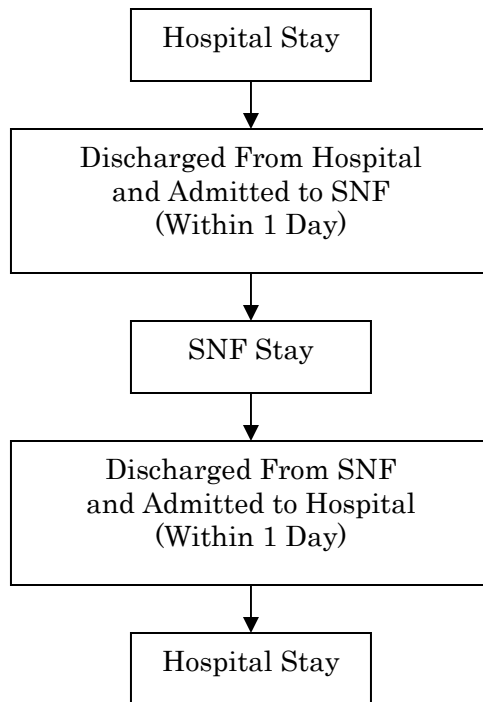 Hospital Stay
Discharged From Hospital
and Admitted to SNF
(Within 1 Day)
SNF Stay
Discharged From SNF
and Admitted to Hospital
(Within 1 Day)
Hospital Stay